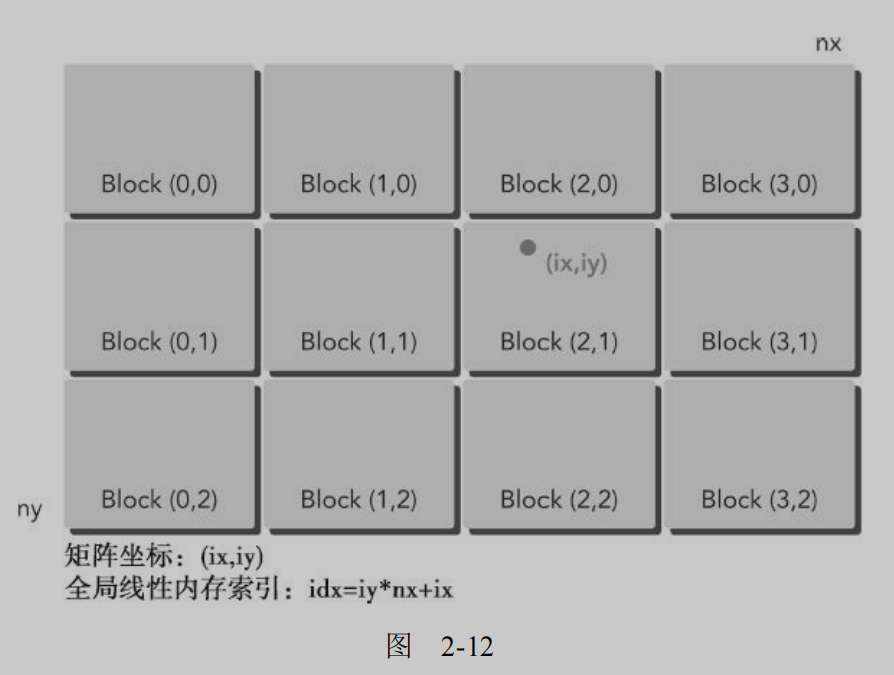 nx
Block (0,0) Block (1,0) Block (2,0) Block (3,0)
(ix,iy)
Block (0,1) Block (1,1) Block (2,1) Block (3,1)
Block (0,2) Block (1,2) Block (2,2) Block (3,2)
ny
矩阵坐标：(ix,iy)
全局线性内存索引：idx=iy*nx+ix
图 2-12